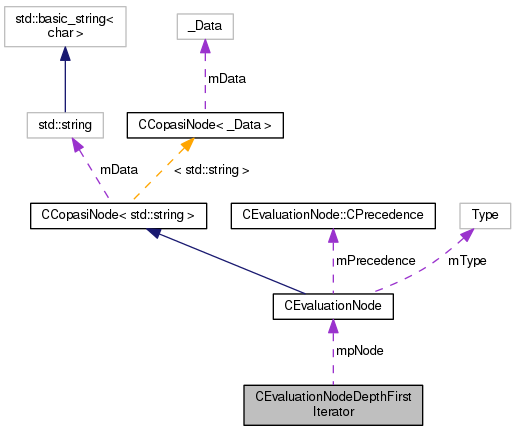 std::basic_string<
char >
_Data
mData
std::string
CCopasiNode< _Data >
mData
< std::string >
CCopasiNode< std::string >
CEvaluationNode::CPrecedence
Type
mPrecedence
mType
CEvaluationNode
mpNode
CEvaluationNodeDepthFirst
Iterator